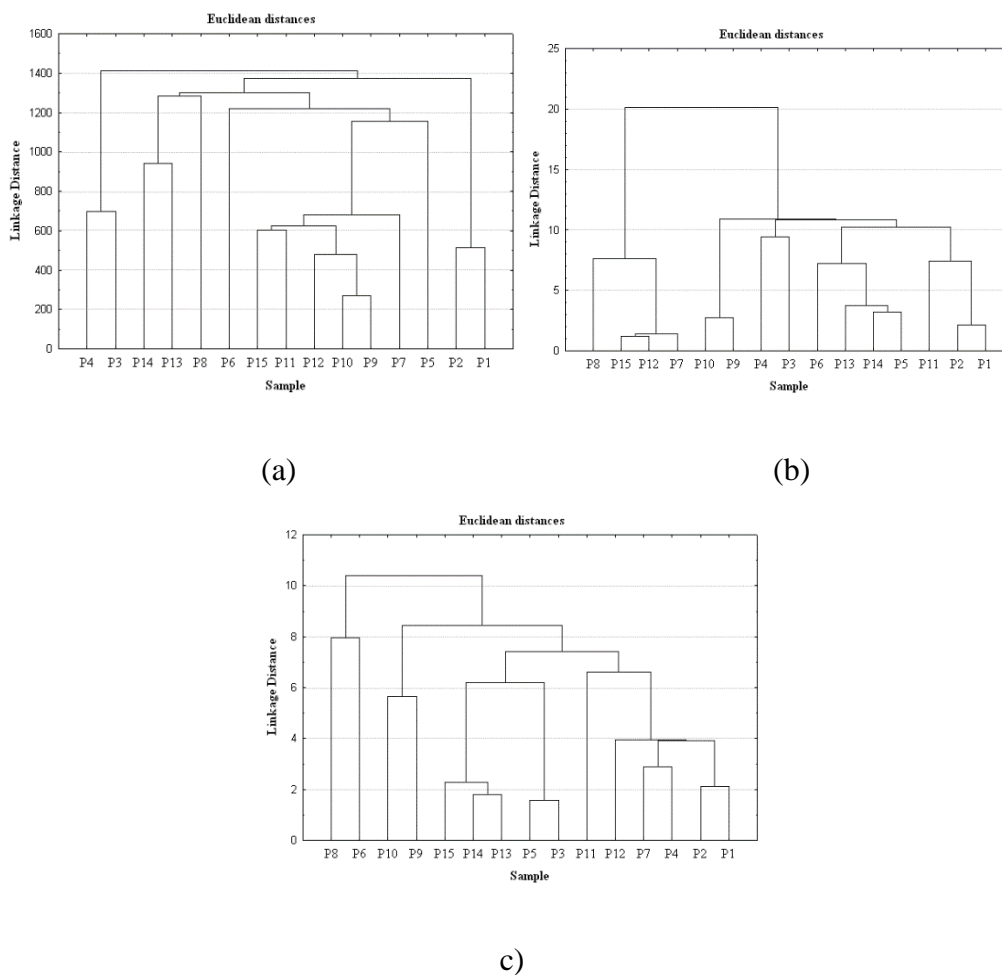 Euclidean distances
1600
1400
1200
1000
800
600
400
200
0
Linkage Distance
P4 P3 P14 P13 P8 P6 P15 P11 P12 P10 P9 P7 P5 P2 P1
Sample
(a)
Euclidean distances
25
20
15
10
5
0
Linkage Distance
P8 P15 P12 P7 P10 P9 P4 P3 P6 P13 P14 P5 P11 P2 P1
Sample
(b)
Euclidean distances
12
10
8
6
4
2
0
Linkage Distance
P8 P6 P10 P9 P15 P14 P13 P5 P3 P11 P12 P7 P4 P2 P1
Sample
c)